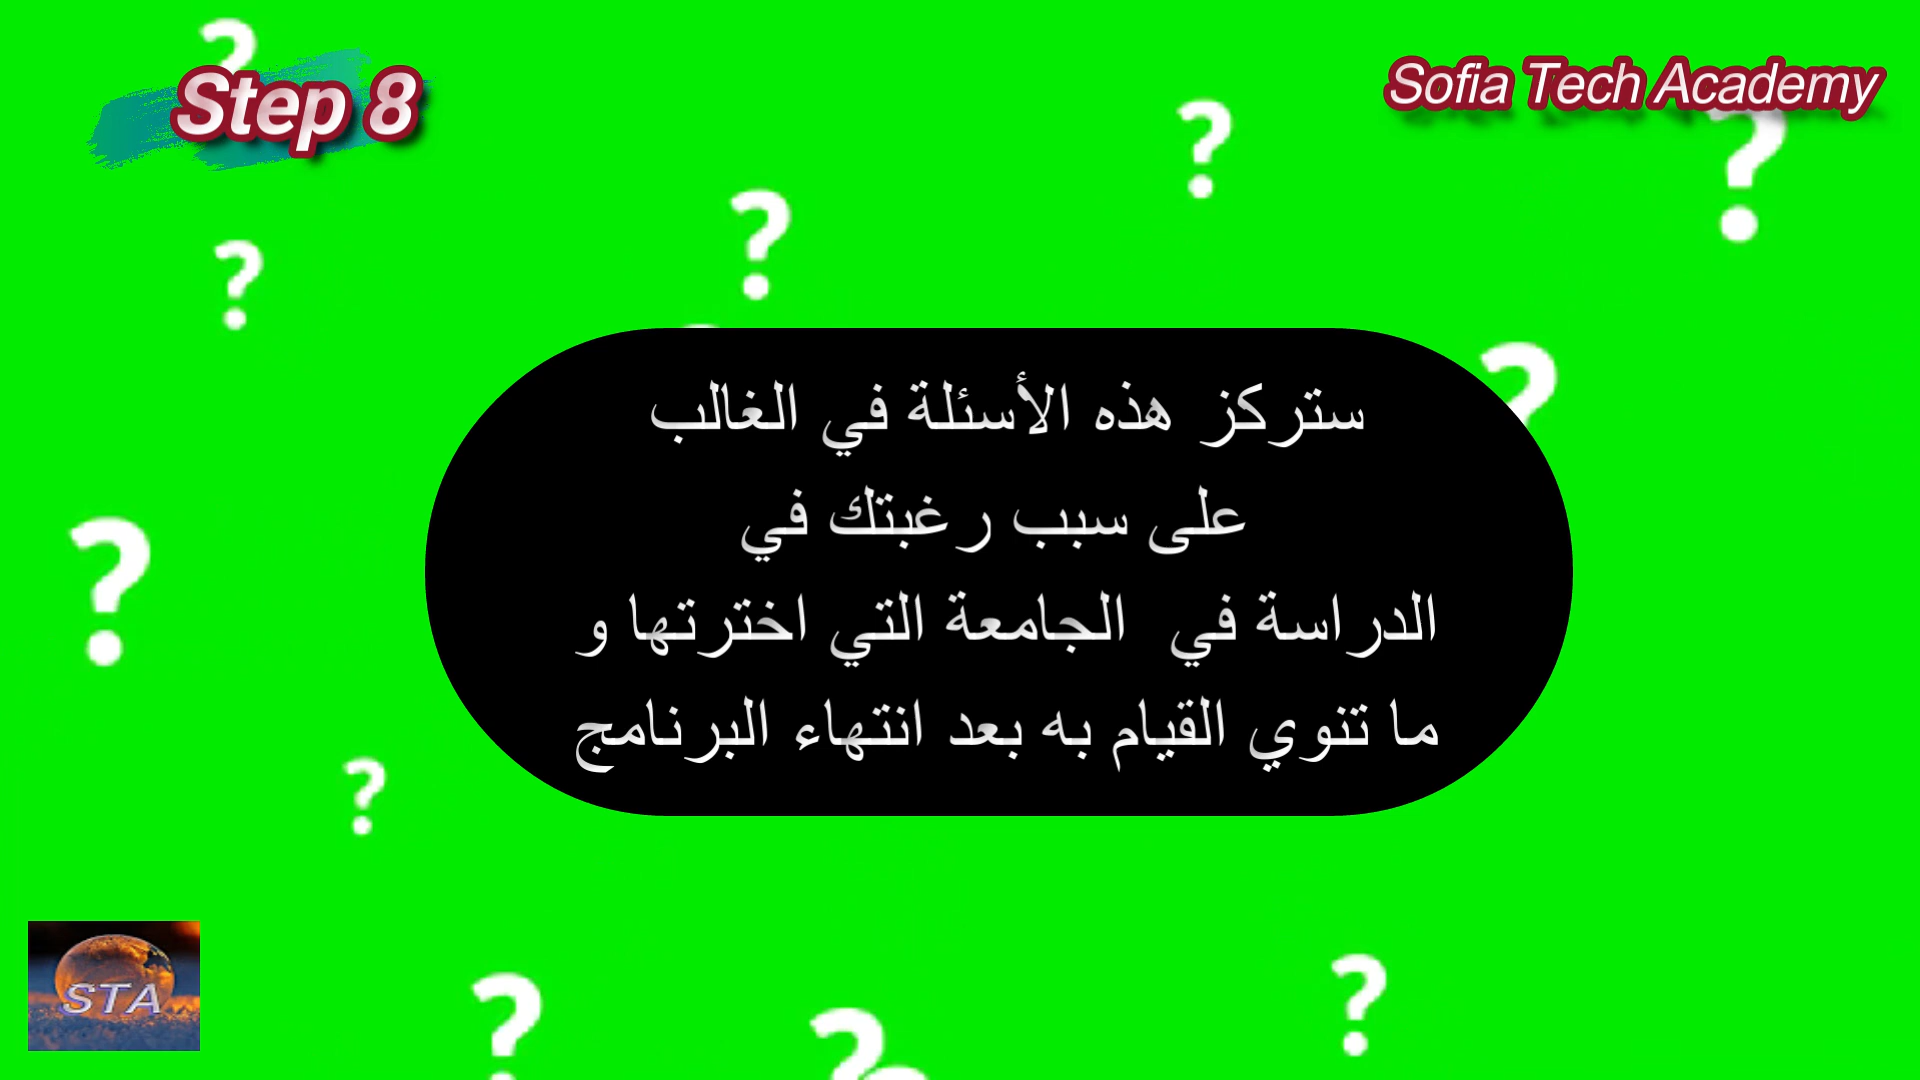 Step 8
Sofia Tech Academy
ستركز هذه الأسئلة في الغالب
على سبب رغبتك في
الدراسة في الجامعة التي اخترتها و
ما تنوي القيام به بعد انتهاء البرنامج
STA